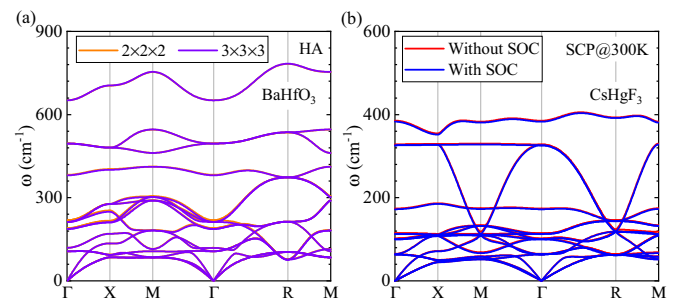 (a)
900
600
300
0
ω (cm⁻¹)
2×2×2
3×3×3
HA
BaHfO₃
Γ X M Γ R M
(b)
600
400
200
0
ω (cm⁻¹)
Without SOC
With SOC
SCP@300K
CsHgF₃
Γ X M Γ R M